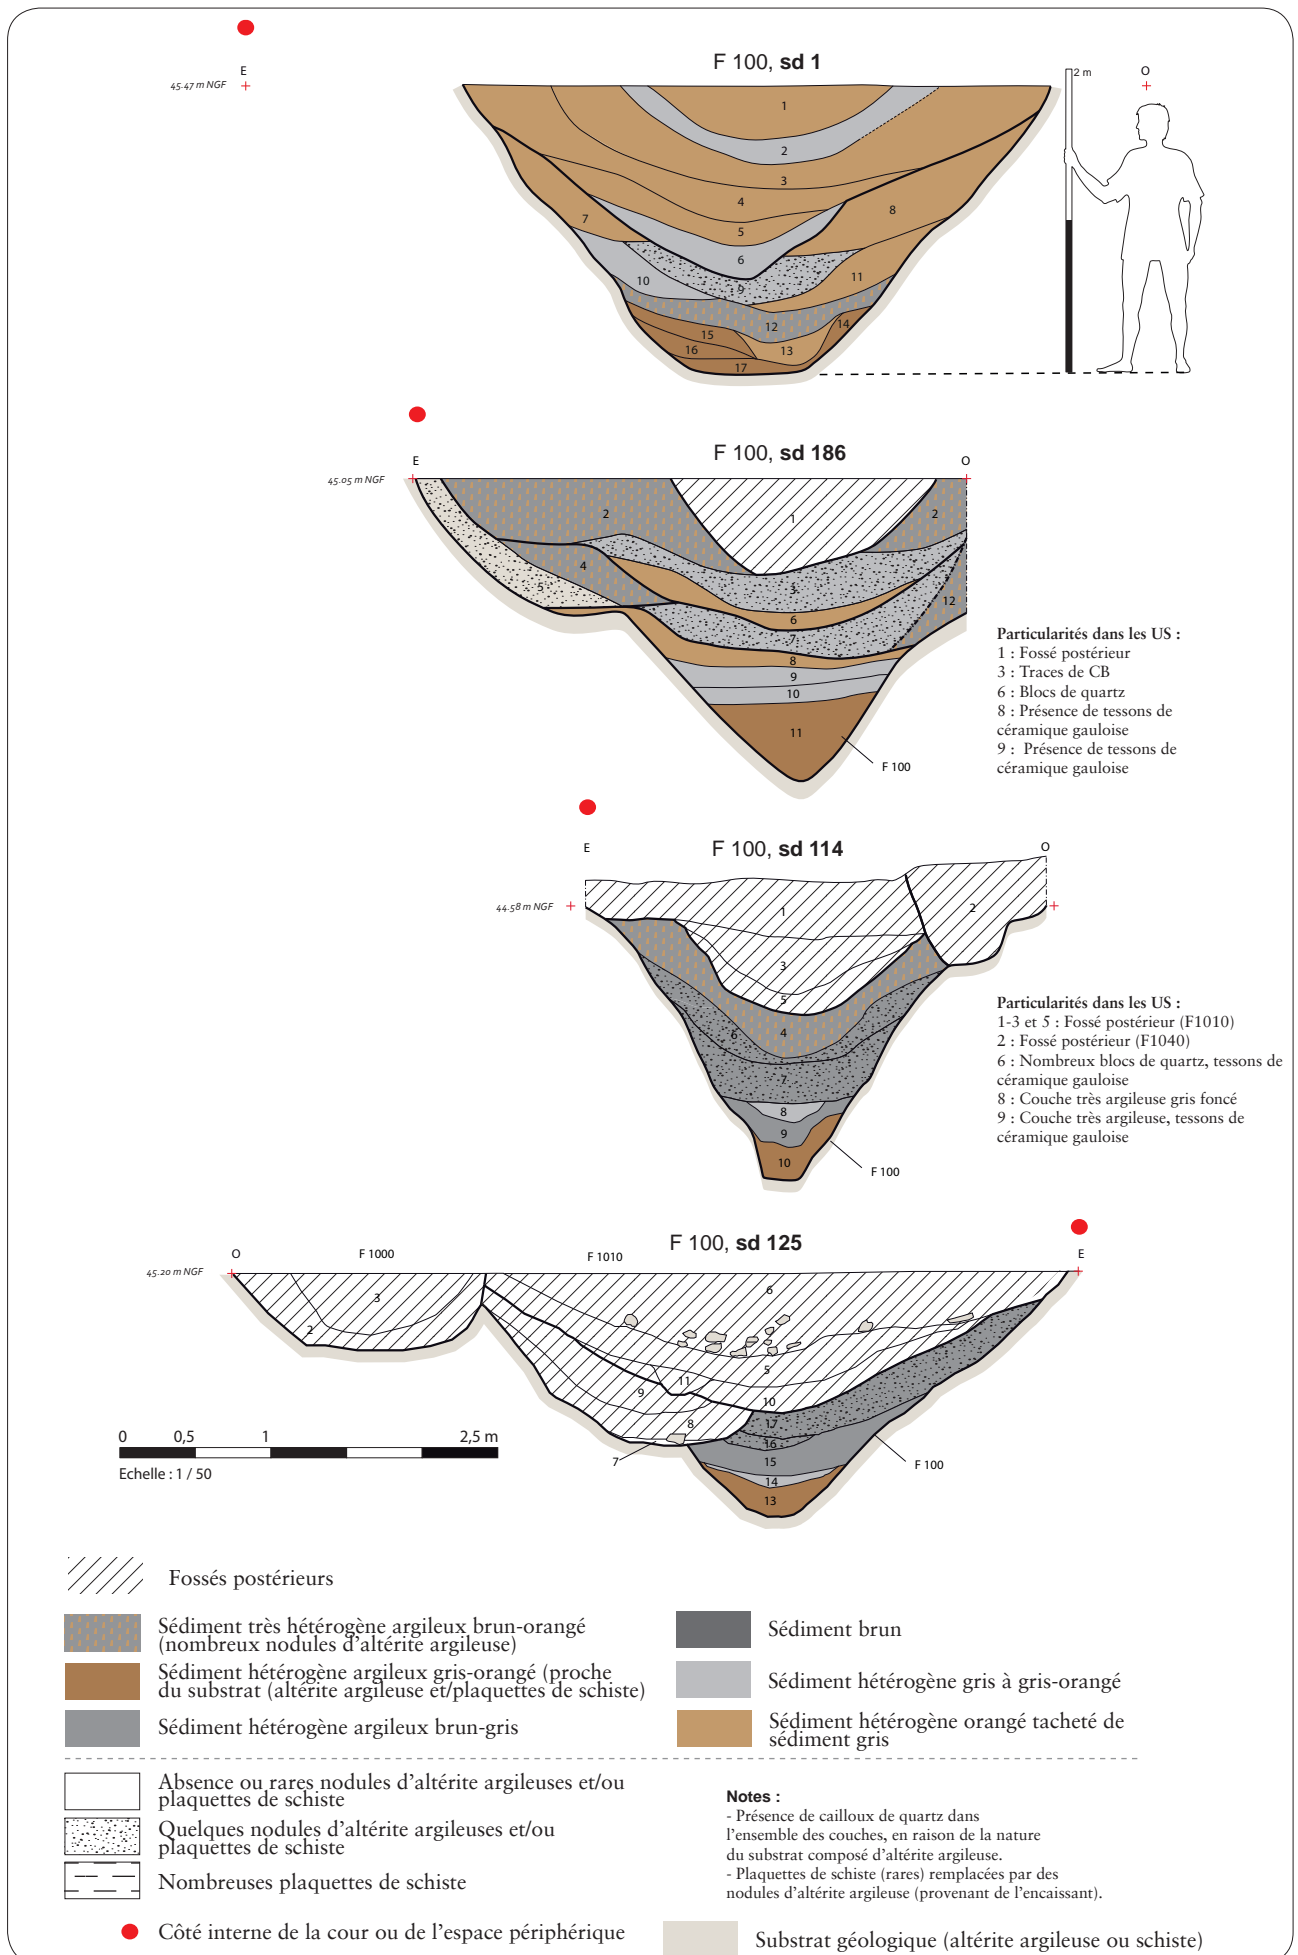 F 100, sd 1
E
45.47 m NGF
2 m
O
1
2
3
4
5
6
7
8
9
10
11
12
13
14
15
16
17
F 100, sd 186
E
O
45.05 m NGF
1
2
2
3
4
5
6
7
8
9
10
11
12
F 100
Particularités dans les US :
1 : Fossé postérieur
3 : Traces de CB
6 : Blocs de quartz
8 : Présence de tessons de
céramique gauloise
9 : Présence de tessons de
céramique gauloise
F 100, sd 114
E
O
44.58 m NGF
1
2
3
5
4
6
7
8
9
10
F 100
Particularités dans les US :
1-3 et 5 : Fossé postérieur (F1010)
2 : Fossé postérieur (F1040)
6 : Nombreux blocs de quartz, tessons de
céramique gauloise
8 : Couche très argileuse gris foncé
9 : Couche très argileuse, tessons de
céramique gauloise
F 100, sd 125
O
F 1000
F 1010
E
45.20 m NGF
3
2
6
5
11
9
10
8
17
16
7
15
14
13
F 100
0 0,5 1 2,5 m
Echelle : 1 / 50
Fossés postérieurs
Sédiment très hétérogène argileux brun-orangé
(nombreux nodules d'altérite argileuse)
Sédiment hétérogène argileux gris-orangé (proche
du substrat (altérite argileuse et/plaquettes de schiste)
Sédiment hétérogène argileux brun-gris
Sédiment brun
Sédiment hétérogène gris à gris-orangé
Sédiment hétérogène orangé tacheté de
sédiment gris
Absence ou rares nodules d'altérite argileuses et/ou
plaquettes de schiste
Quelques nodules d'altérite argileuses et/ou
plaquettes de schiste
Nombreuses plaquettes de schiste
Côté interne de la cour ou de l'espace périphérique
Notes :
- Présence de cailloux de quartz dans
l'ensemble des couches, en raison de la nature
du substrat composé d'altérite argileuse.
- Plaquettes de schiste (rares) remplacées par des
nodules d'altérite argileuse (provenant de l'encaissant).
Substrat géologique (altérite argileuse ou schiste)